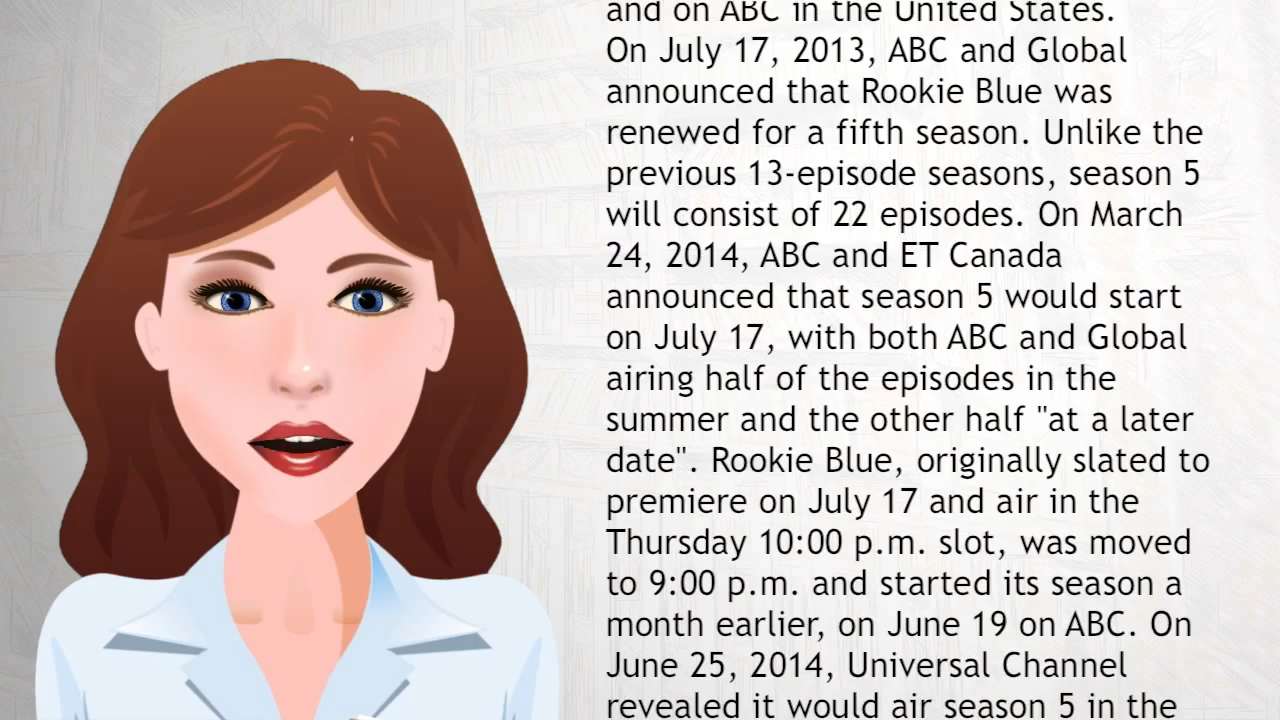 and on ABC in the United States.
On July 17, 2013, ABC and Global
announced that Rookie Blue was
renewed for a fifth season. Unlike the
previous 13-episode seasons, season 5
will consist of 22 episodes. On March
24, 2014, ABC and ET Canada
announced that season 5 would start
on July 17, with both ABC and Global
airing half of the episodes in the
summer and the other half "at a later
date". Rookie Blue, originally slated to
premiere on July 17 and air in the
Thursday 10:00 p.m. slot, was moved
to 9:00 p.m. and started its season a
month earlier, on June 19 on ABC. On
June 25, 2014, Universal Channel
revealed it would air season 5 in the